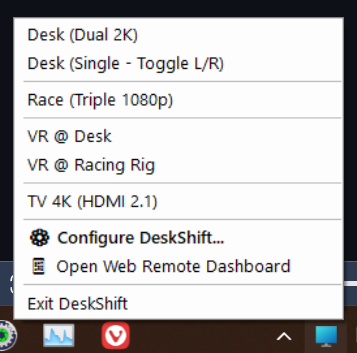 Desk (Dual 2K)
Desk (Single - Toggle L/R)
Race (Triple 1080p)
VR @ Desk
VR @ Racing Rig
TV 4K (HDMI 2.1)
Configure DeskShift...
Open Web Remote Dashboard
Exit DeskShift